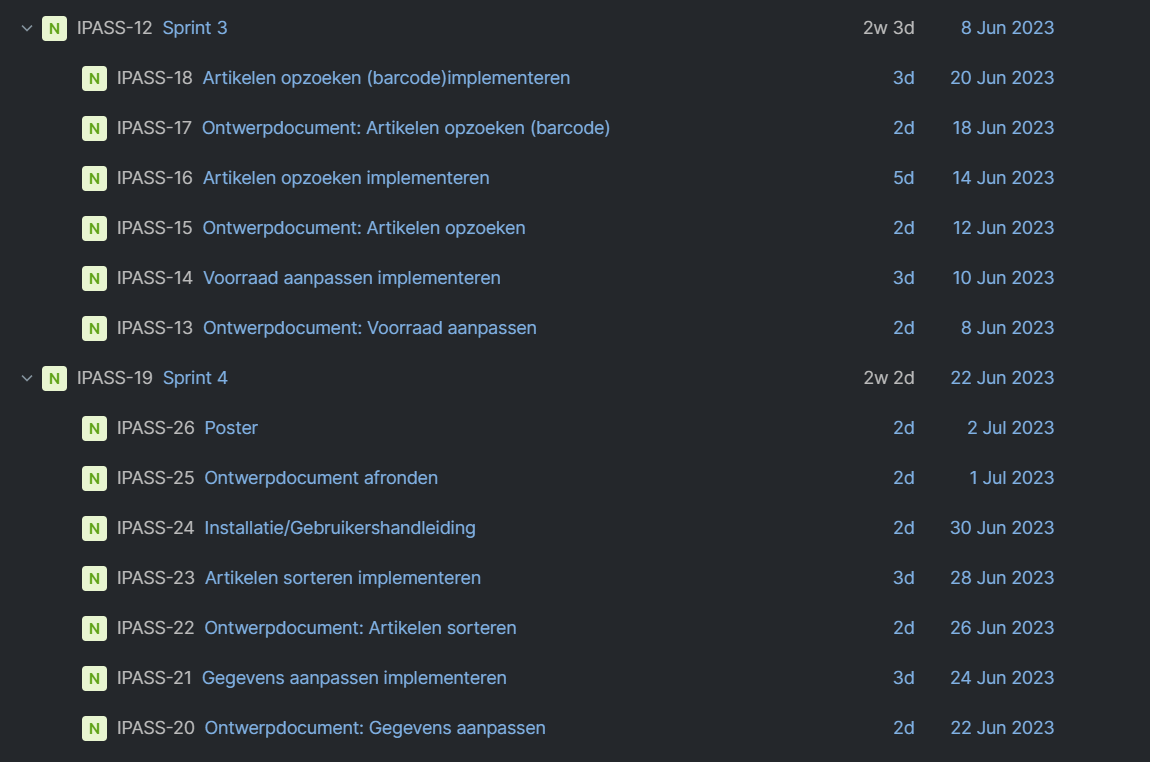 N IPASS-12 Sprint 3 2w 3d 8 Jun 2023
N IPASS-18 Artikelen opzoeken (barcode)implementeren 3d 20 Jun 2023
N IPASS-17 Ontwerpdocument: Artikelen opzoeken (barcode) 2d 18 Jun 2023
N IPASS-16 Artikelen opzoeken implementeren 5d 14 Jun 2023
N IPASS-15 Ontwerpdocument: Artikelen opzoeken 2d 12 Jun 2023
N IPASS-14 Voorraad aanpassen implementeren 3d 10 Jun 2023
N IPASS-13 Ontwerpdocument: Voorraad aanpassen 2d 8 Jun 2023
N IPASS-19 Sprint 4 2w 2d 22 Jun 2023
N IPASS-26 Poster 2d 2 Jul 2023
N IPASS-25 Ontwerpdocument afronden 2d 1 Jul 2023
N IPASS-24 Installatie/Gebruikershandleiding 2d 30 Jun 2023
N IPASS-23 Artikelen sorteren implementeren 3d 28 Jun 2023
N IPASS-22 Ontwerpdocument: Artikelen sorteren 2d 26 Jun 2023
N IPASS-21 Gegevens aanpassen implementeren 3d 24 Jun 2023
N IPASS-20 Ontwerpdocument: Gegevens aanpassen 2d 22 Jun 2023